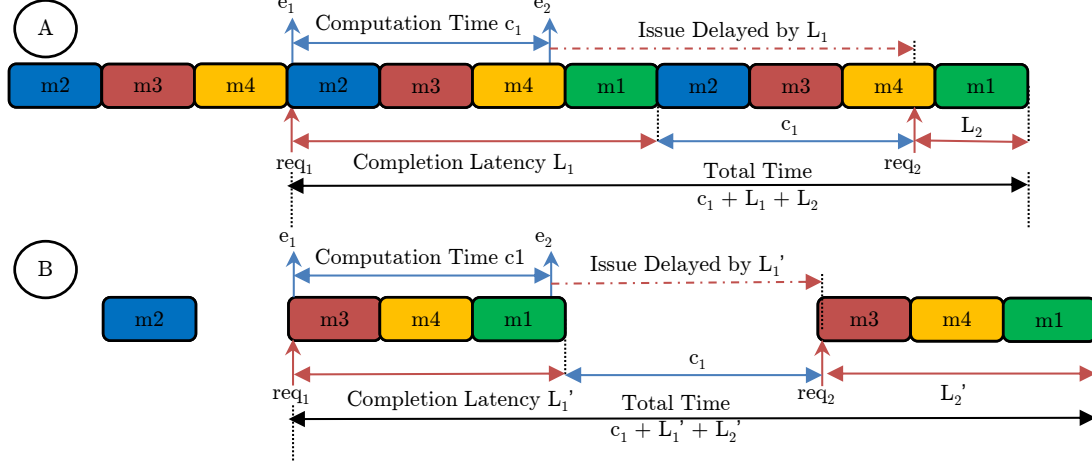 A
e₁
Computation Time c₁
e₂
Issue Delayed by L₁
m2 m3 m4 m2 m3 m4 m1 m2 m3 m4 m1
c₁
L₂
req₁
Completion Latency L₁
req₂
Total Time
c₁ + L₁ + L₂
B
e₁
Computation Time c1
e₂
Issue Delayed by L₁'
m2 m3 m4 m1 m3 m4 m1
c₁
req₁
Completion Latency L₁'
req₂
L₂'
Total Time
c₁ + L₁' + L₂'